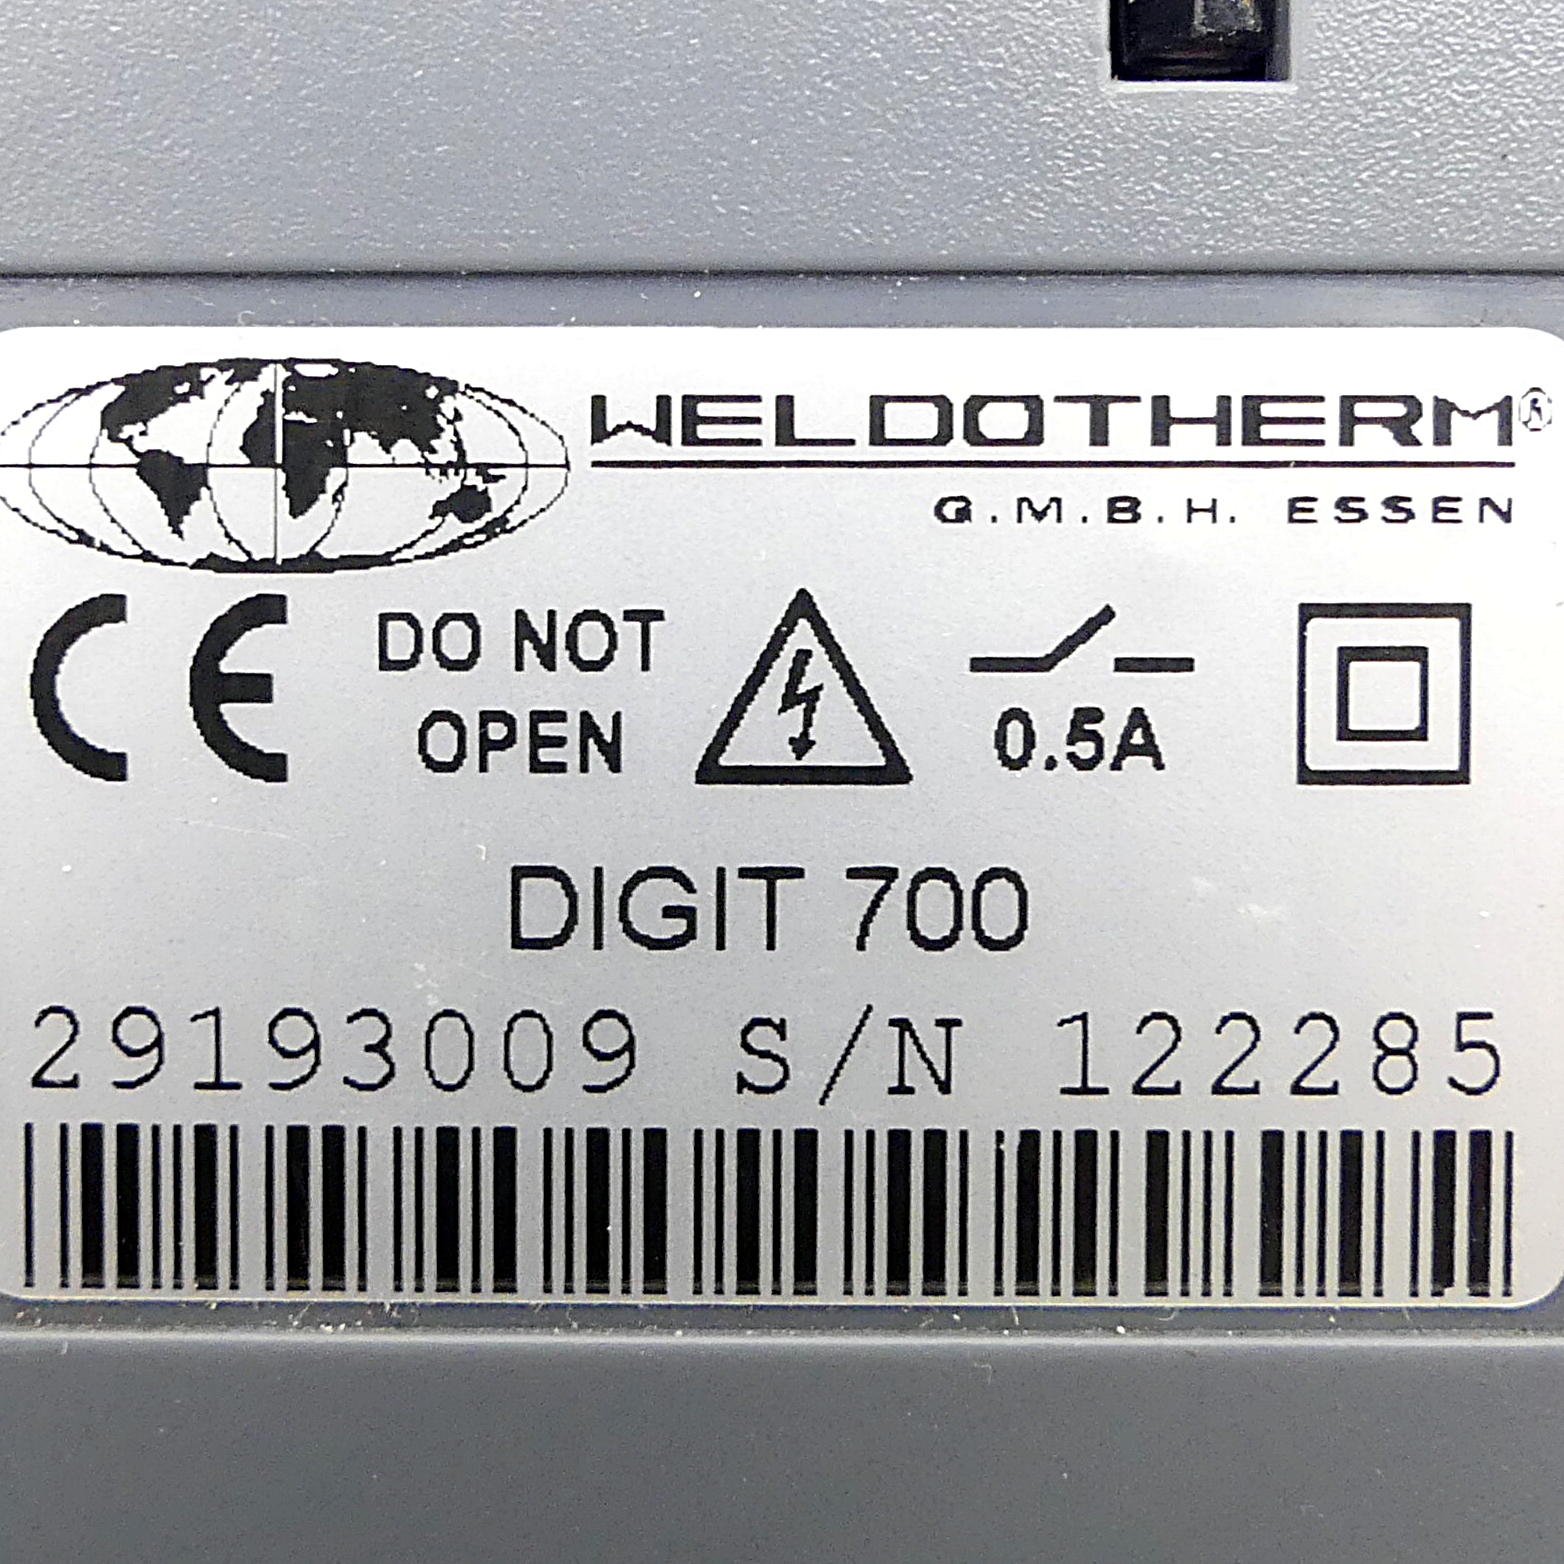 WELDOTHERM®
G.M.B.H. ESSEN
CE DO NOT OPEN 0.5A
DIGIT 700
29193009 S/N 122285